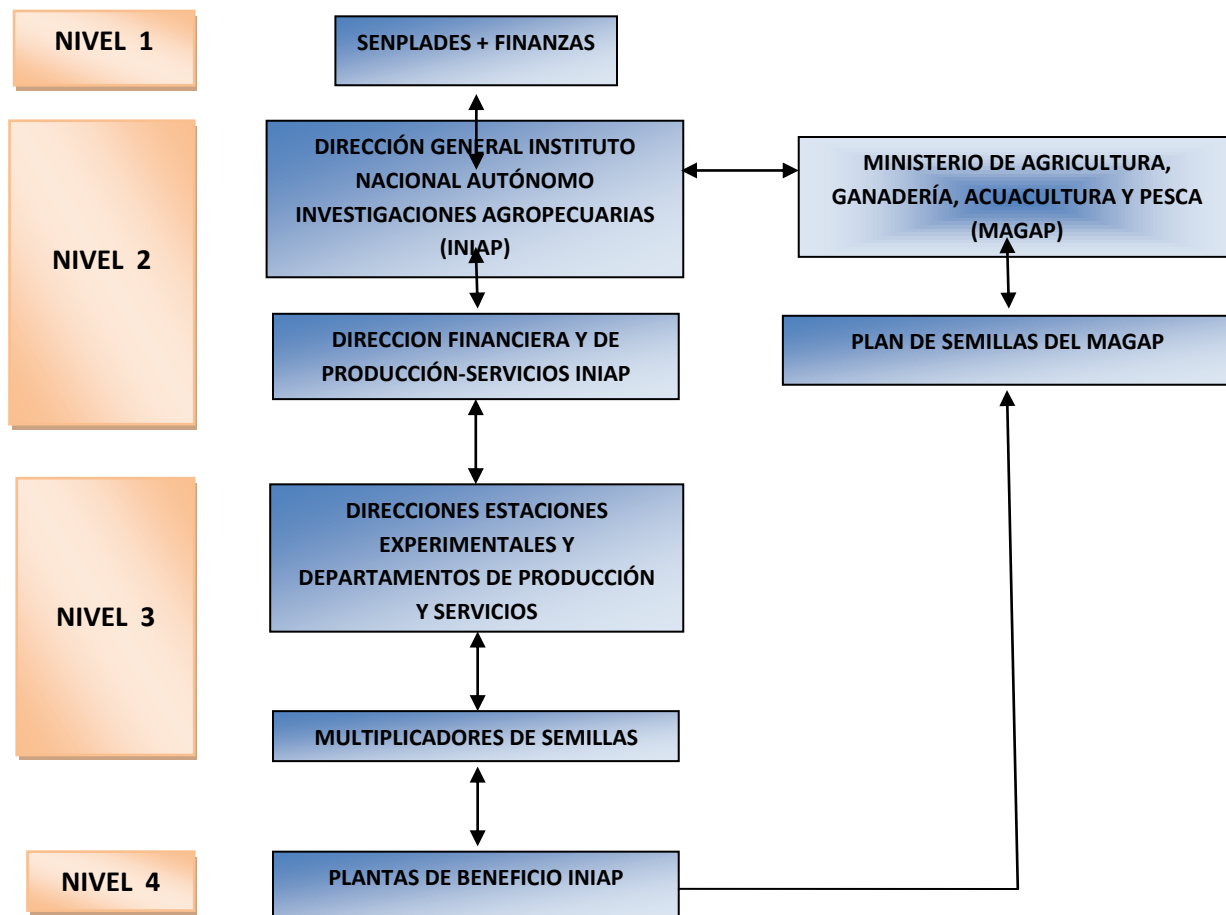 NIVEL 1
SENPLADES + FINANZAS
NIVEL 2
DIRECCIÓN GENERAL INSTITUTO
NACIONAL AUTÓNOMO
INVESTIGACIONES AGROPECUARIAS
(INIAP)
MINISTERIO DE AGRICULTURA,
GANADERÍA, ACUACULTURA Y PESCA
(MAGAP)
DIRECCION FINANCIERA Y DE
PRODUCCIÓN-SERVICIOS INIAP
PLAN DE SEMILLAS DEL MAGAP
NIVEL 3
DIRECCIONES ESTACIONES
EXPERIMENTALES Y
DEPARTAMENTOS DE PRODUCCIÓN
Y SERVICIOS
MULTIPLICADORES DE SEMILLAS
NIVEL 4
PLANTAS DE BENEFICIO INIAP